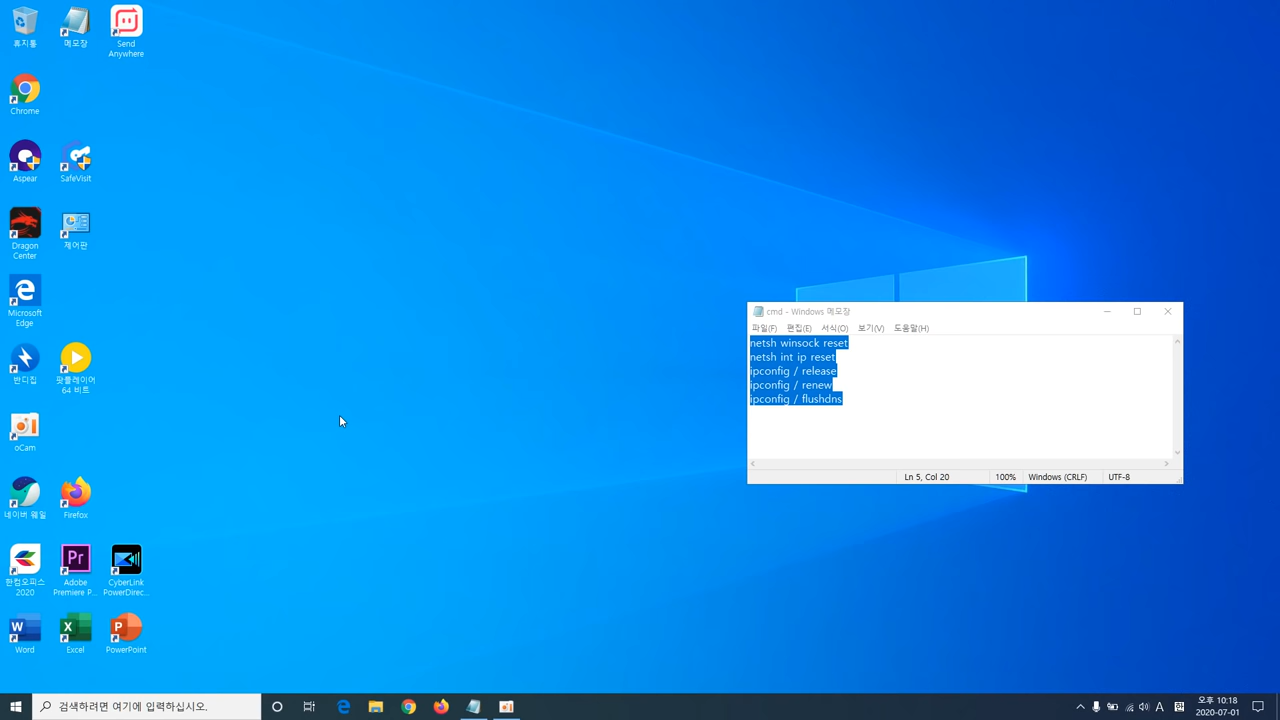 휴지통
메모장
Send
Anywhere
Chrome
Aspear
SafeVisit
Dragon
Center
제어판
Microsoft
Edge
반디집
팟플레이어
64 비트
oCam
네이버 웨일
Firefox
한컴오피스
2020
Adobe
Premiere P...
CyberLink
PowerDirec...
Word
Excel
PowerPoint
cmd - Windows 메모장
파일(F) 편집(E) 서식(O) 보기(V) 도움말(H)
netsh winsock reset
netsh int ip reset
ipconfig / release
ipconfig / renew
ipconfig / flushdns
Ln 5, Col 20 100% Windows (CRLF) UTF-8
검색하려면 여기에 입력하십시오.
A
오후 10:18
2020-07-01